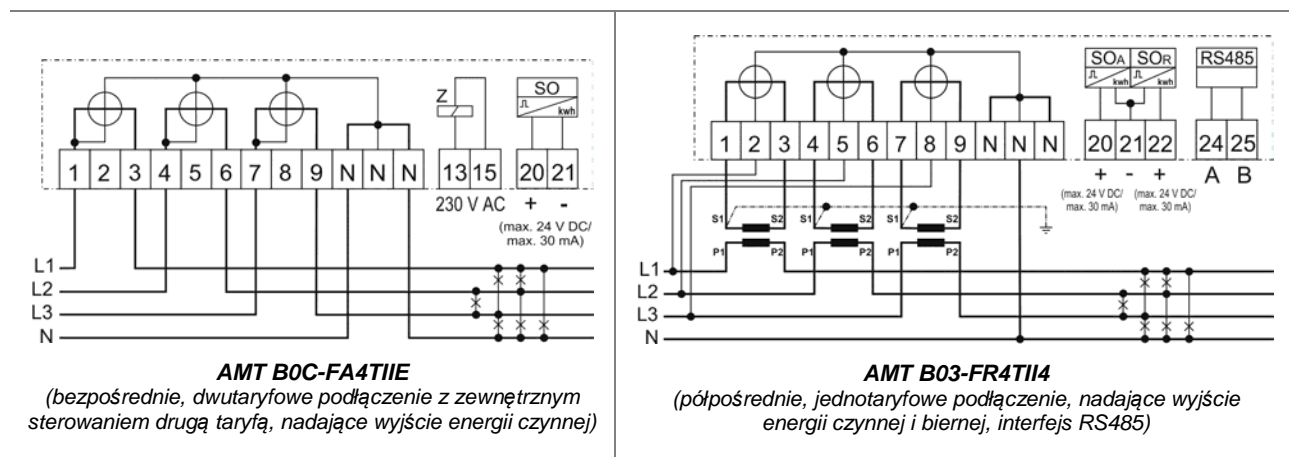 Z
SO
kwh
1 2 3 4 5 6 7 8 9 N N N 13 15 20 21
230 V AC + -
(max. 24 V DC/
max. 30 mA)
L1
L2
L3
N
AMT B0C-FA4TIIE
(bezpośrednie, dwutaryfowe podłączenie z zewnętrznym
sterowaniem drugą taryfą, nadające wyjście energii czynnej)
SOA SOR RS485
kwh kwh
1 2 3 4 5 6 7 8 9 N N N 20 21 22 24 25
+ - + A B
(max. 24 V DC/ (max. 24 V DC/
max. 30 mA) max. 30 mA)
S1 S2 S1 S2 S1 S2
P1 P2 P1 P2 P1 P2
L1
L2
L3
N
AMT B03-FR4TII4
(półpośrednie, jednotaryfowe podłączenie, nadające wyjście
energii czynnej i biernej, interfejs RS485)